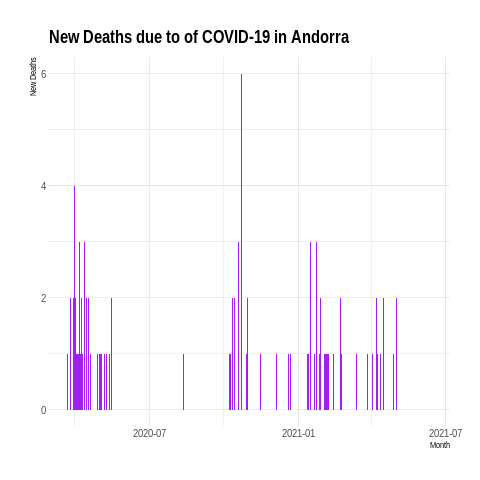 New Deaths due to of COVID-19 in Andorra
New Deaths
6
4
2
0
2020-07
2021-01
2021-07
Month